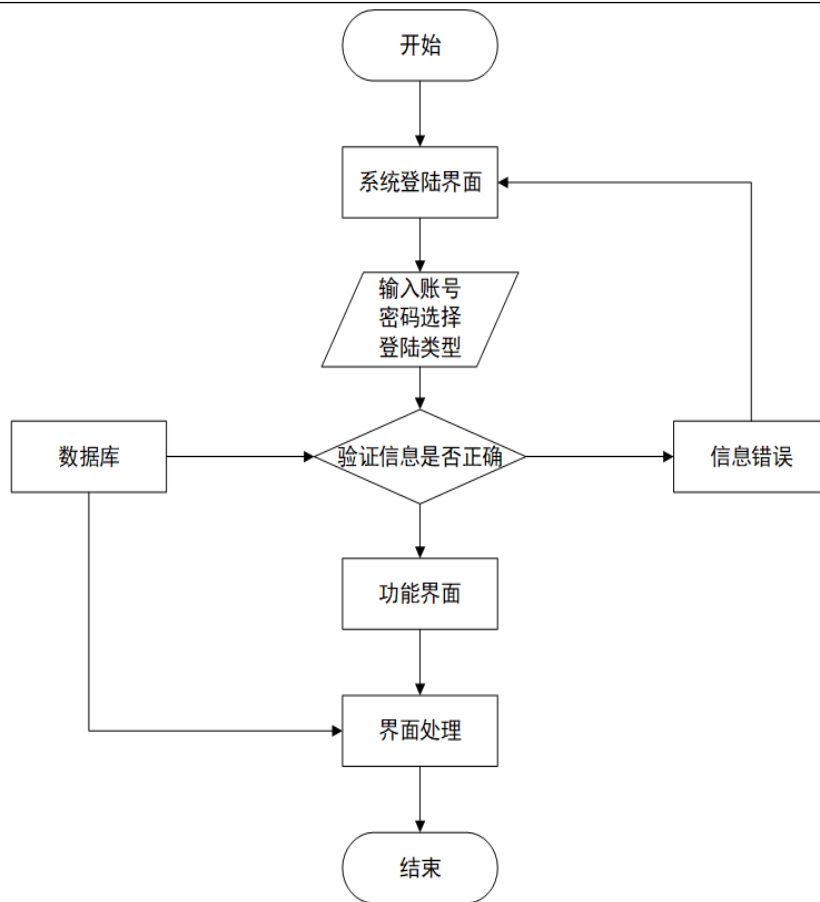 开始
系统登陆界面
输入账号
密码选择
登陆类型
数据库
验证信息是否正确
信息错误
功能界面
界面处理
结束